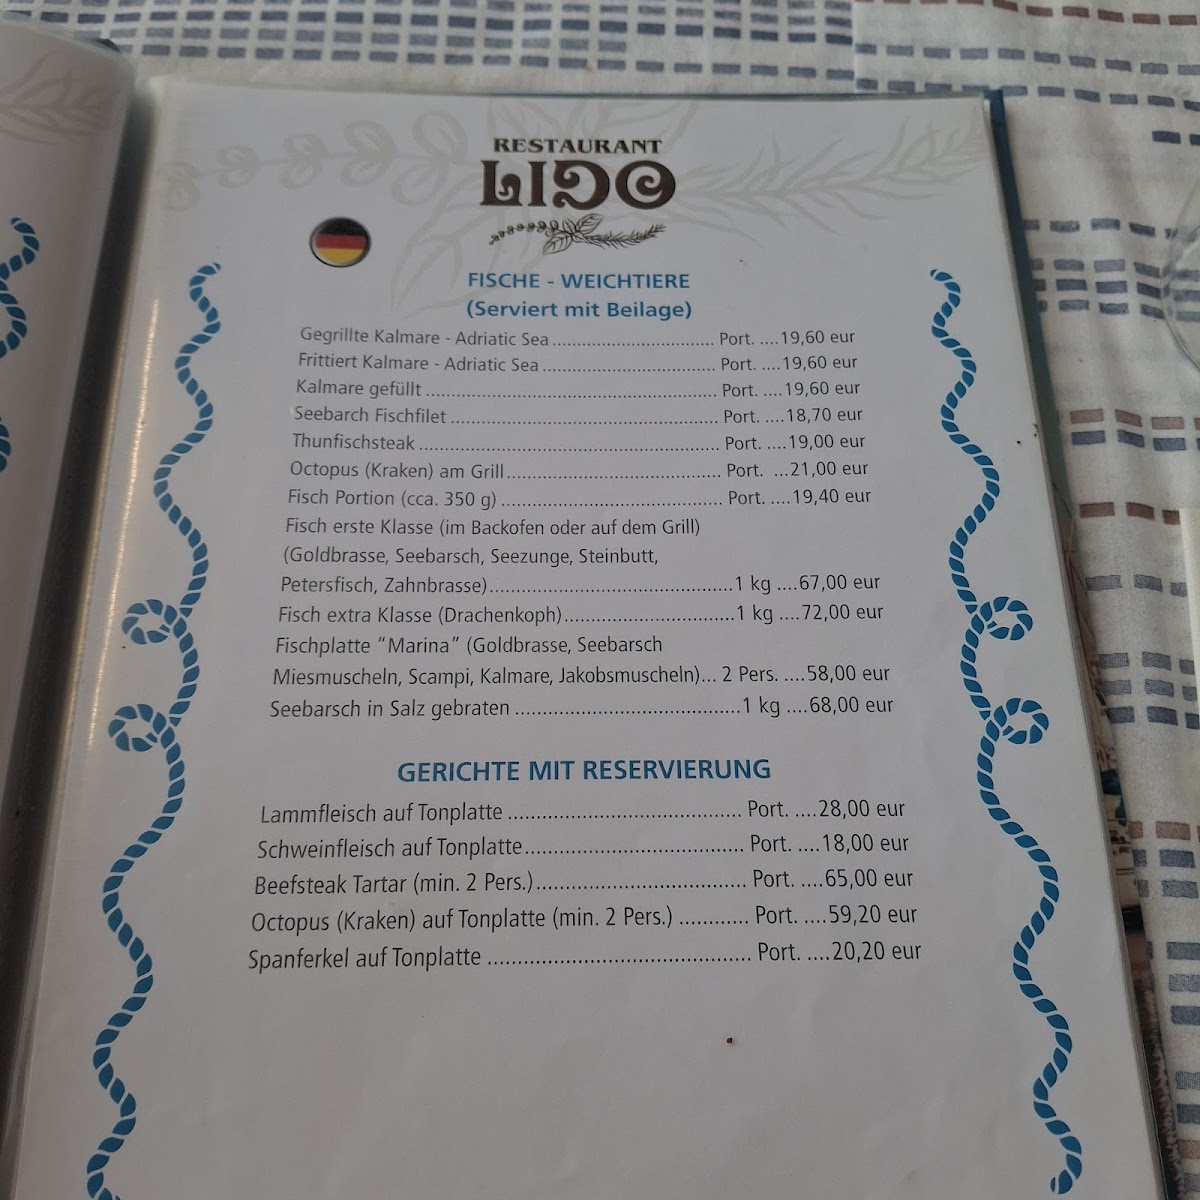 RESTAURANT
LIDO
FISCHE - WEICHTIERE
(Serviert mit Beilage)
Gegrillte Kalmare - Adriatic Sea ................................ Port. ....19,60 eur
Frittiert Kalmare - Adriatic Sea .................................. Port. ....19,60 eur
Kalmare gefüllt .......................................................... Port. ....19,60 eur
Seebarch Fischfilet ..................................................... Port. ....18,70 eur
Thunfischsteak ........................................................... Port. ....19,00 eur
Octopus (Kraken) am Grill.......................................... Port. ...21,00 eur
Fisch Portion (cca. 350 g) ........................................... Port. ....19,40 eur
Fisch erste Klasse (im Backofen oder auf dem Grill)
(Goldbrasse, Seebarsch, Seezunge, Steinbutt,
Petersfisch, Zahnbrasse)................................................1 kg ....67,00 eur
Fisch extra Klasse (Drachenkoph)..................................1 kg ....72,00 eur
Fischplatte “Marina” (Goldbrasse, Seebarsch
Miesmuscheln, Scampi, Kalmare, Jakobsmuscheln)... 2 Pers. ....58,00 eur
Seebarsch in Salz gebraten ............................................1 kg ....68,00 eur
GERICHTE MIT RESERVIERUNG
Lammfleisch auf Tonplatte .......................................... Port. ....28,00 eur
Schweinfleisch auf Tonplatte....................................... Port. ....18,00 eur
Beefsteak Tartar (min. 2 Pers.)..................................... Port. ....65,00 eur
Octopus (Kraken) auf Tonplatte (min. 2 Pers.) ............ Port. ....59,20 eur
Spanferkel auf Tonplatte ............................................. Port. ....20,20 eur